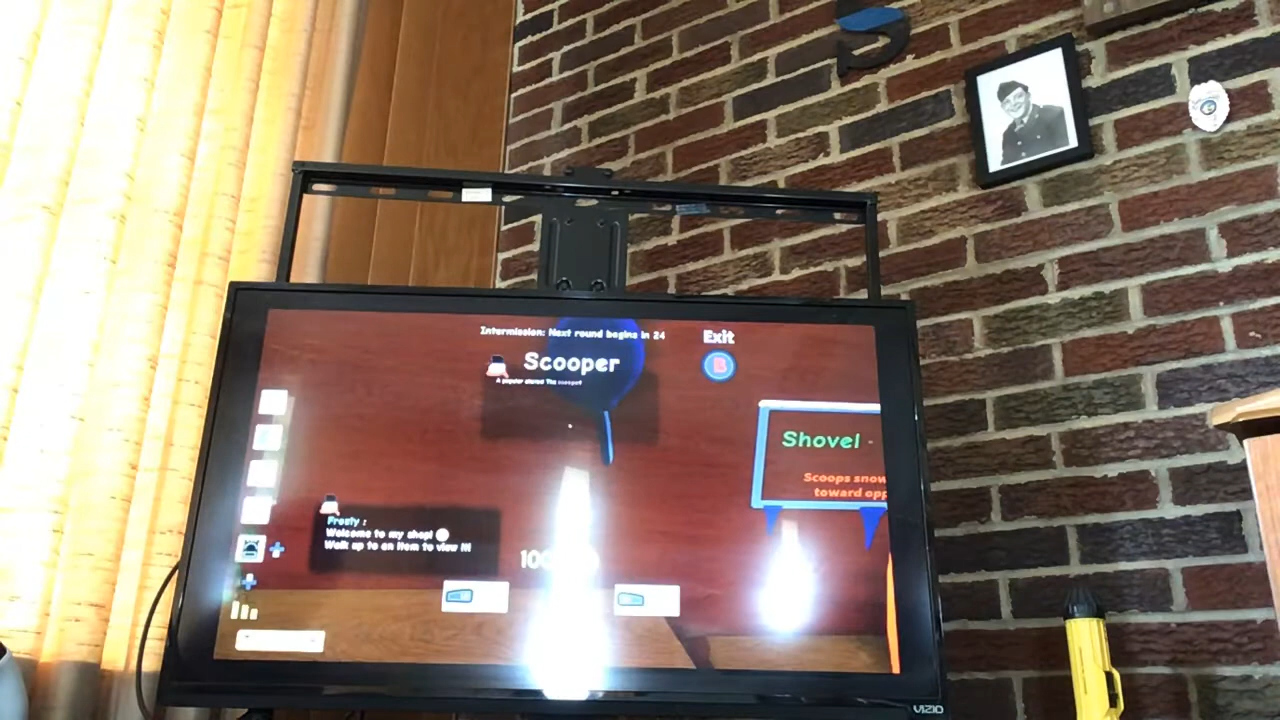 Intermission: Next round begins in 24
Exit
B
Scooper
Shovel -
Scoops snow
toward opp
Frosty :
Welcome to my shop!
Walk up to an item to view it!
100
VIZIO